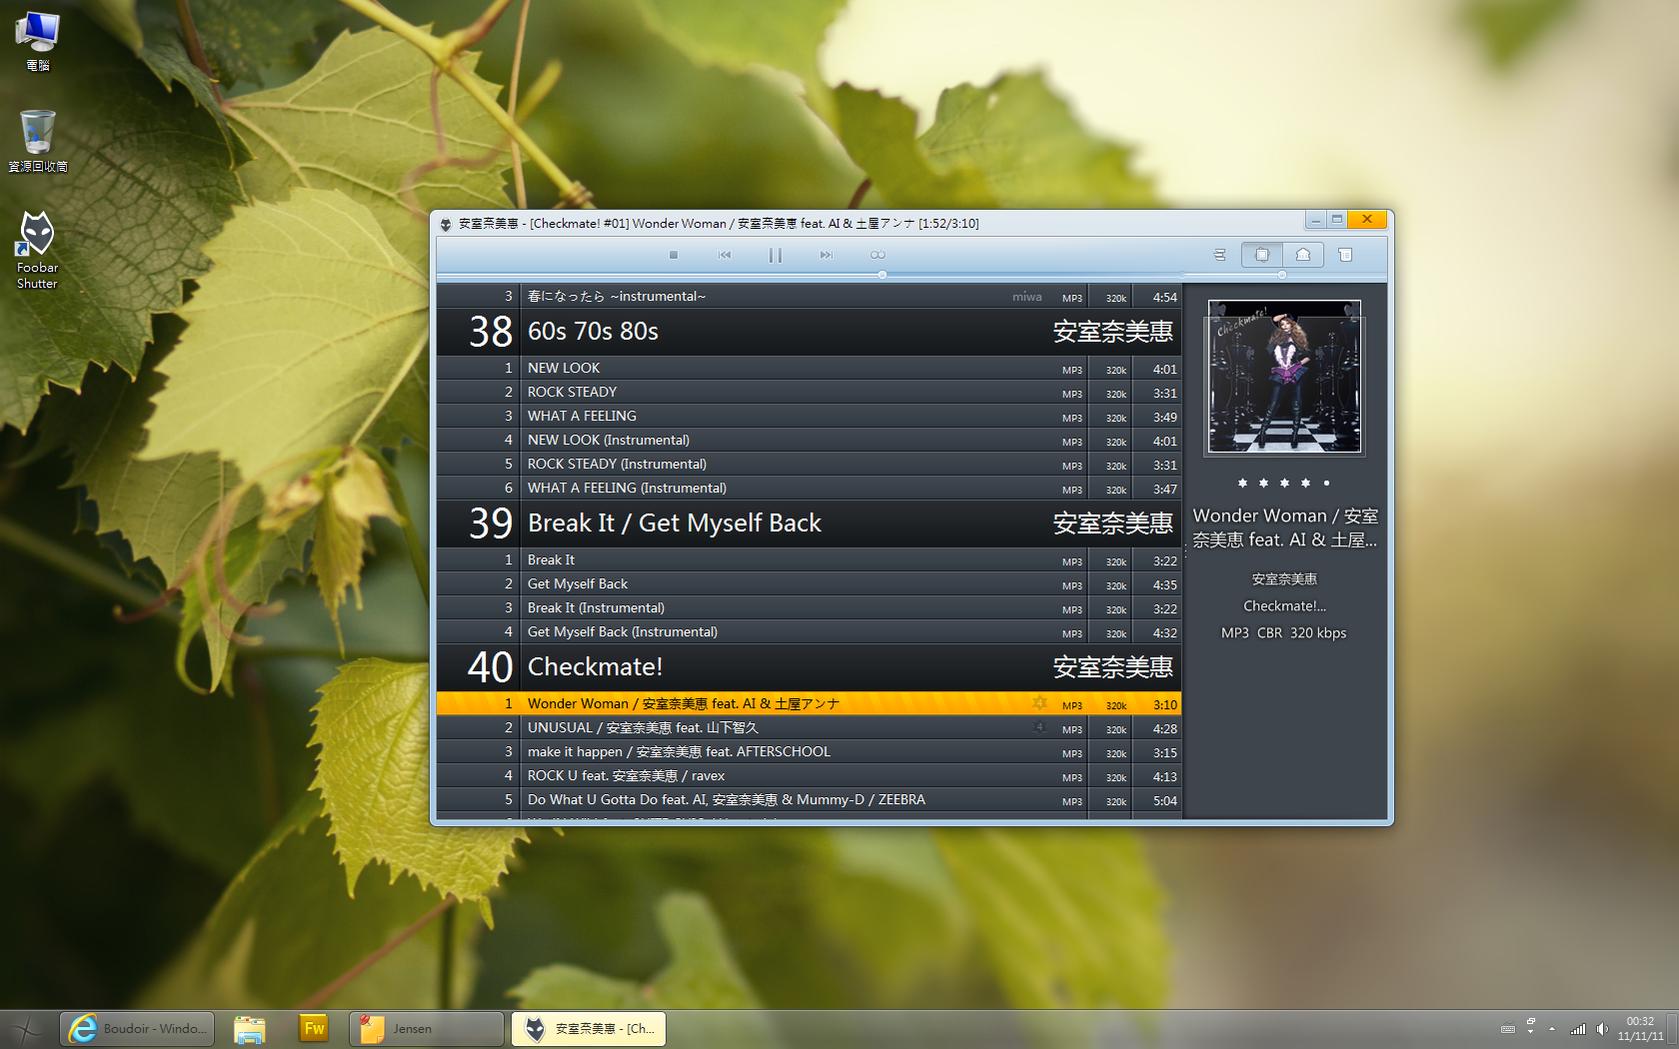 電腦
資源回收筒
Foobar
Shutter
安室奈美惠 - [Checkmate! #01] Wonder Woman / 安室奈美恵 feat. AI & 土屋アンナ [1:52/3:10]
3 春になったら ~instrumental~ miwa MP3 320k 4:54
38 60s 70s 80s 安室奈美惠
1 NEW LOOK MP3 320k 4:01
2 ROCK STEADY MP3 320k 3:31
3 WHAT A FEELING MP3 320k 3:49
4 NEW LOOK (Instrumental) MP3 320k 4:01
5 ROCK STEADY (Instrumental) MP3 320k 3:31
6 WHAT A FEELING (Instrumental) MP3 320k 3:47
39 Break It / Get Myself Back 安室奈美惠
1 Break It MP3 320k 3:22
2 Get Myself Back MP3 320k 4:35
3 Break It (Instrumental) MP3 320k 3:22
4 Get Myself Back (Instrumental) MP3 320k 4:32
40 Checkmate! 安室奈美惠
1 Wonder Woman / 安室奈美恵 feat. AI & 土屋アンナ MP3 320k 3:10
2 UNUSUAL / 安室奈美恵 feat. 山下智久 MP3 320k 4:28
3 make it happen / 安室奈美恵 feat. AFTERSCHOOL MP3 320k 3:15
4 ROCK U feat. 安室奈美恵 / ravex MP3 320k 4:13
5 Do What U Gotta Do feat. AI, 安室奈美恵 & Mummy-D / ZEEBRA MP3 320k 5:04
Checkmate!
Wonder Woman / 安室
奈美恵 feat. AI & 土屋...
安室奈美惠
Checkmate!...
MP3 CBR 320 kbps
Boudoir - Windo...
Fw
Jensen
安室奈美惠 - [Ch...
00:32
11/11/11